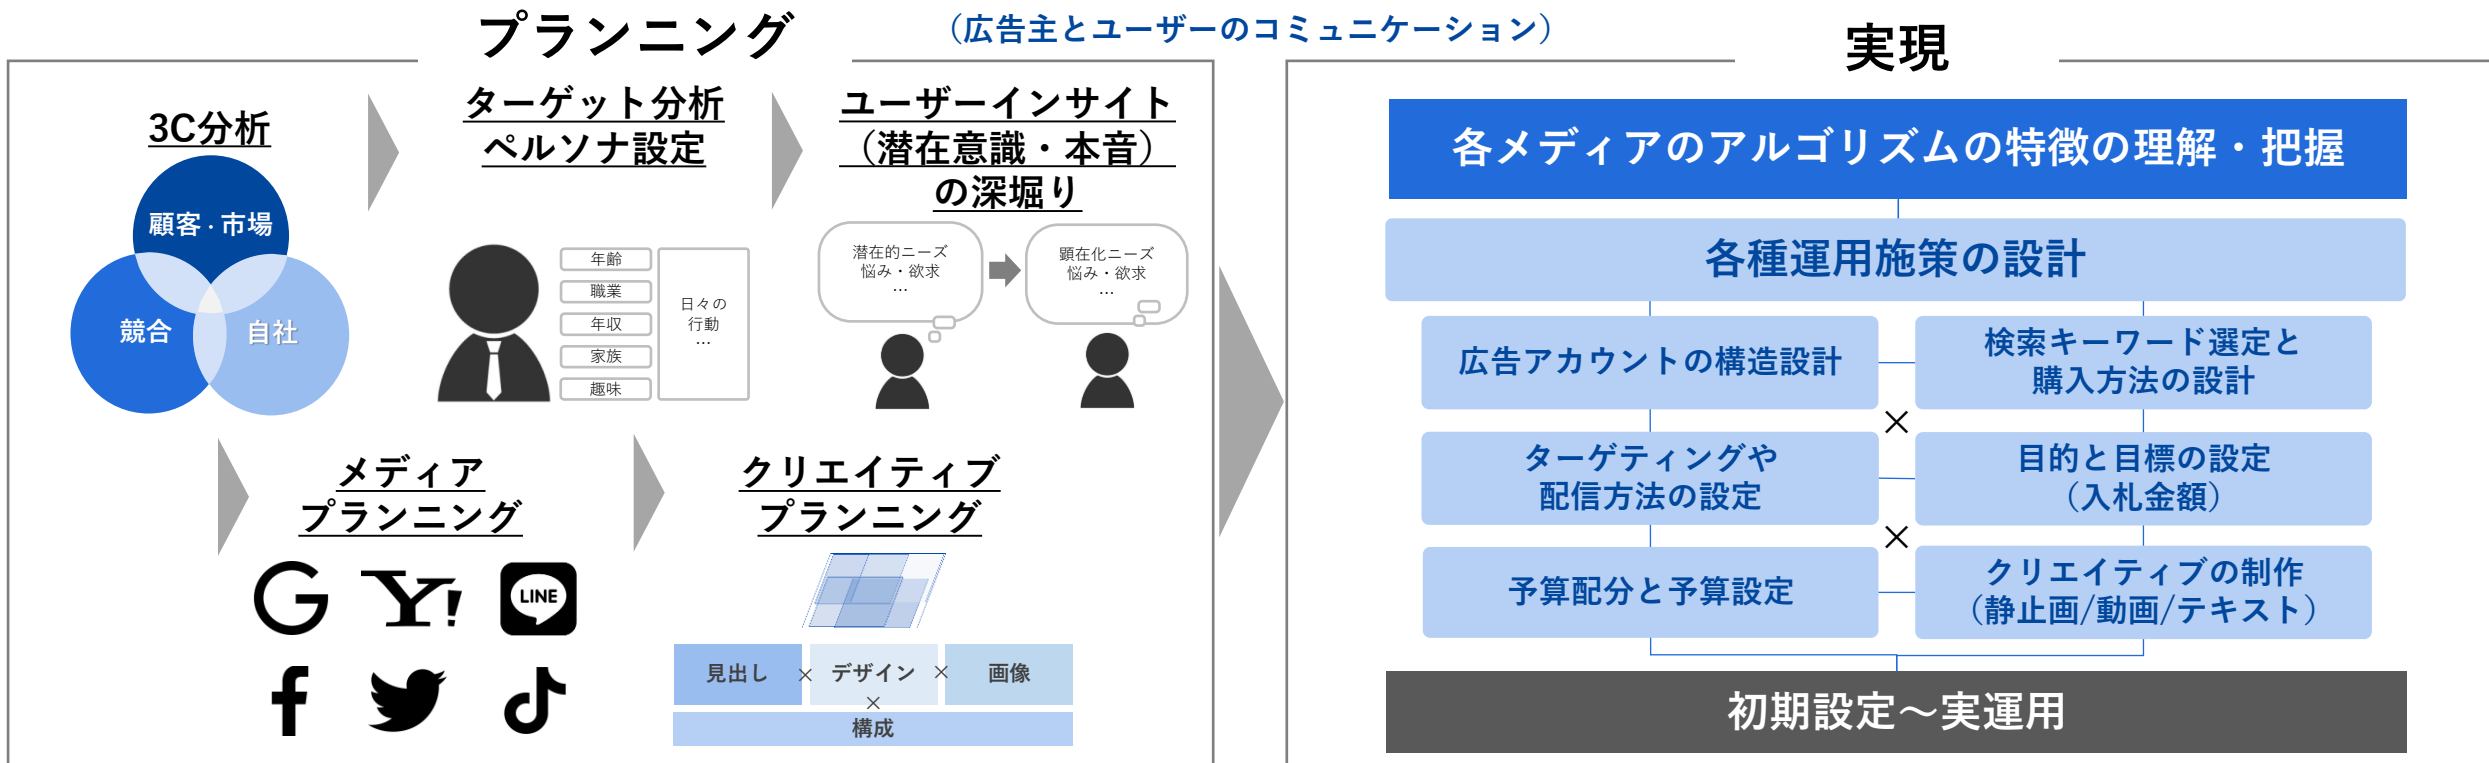 プランニング
（広告主とユーザーのコミュニケーション）
実現
3C分析
顧客・市場
競合
自社
ターゲット分析
ペルソナ設定
年齢
職業
年収
家族
趣味
日々の
行動
…
ユーザーインサイト
（潜在意識・本音）
の深堀り
潜在的ニーズ
悩み・欲求
…
顕在化ニーズ
悩み・欲求
…
メディア
プランニング
G
Y!
LINE
f
クリエイティブ
プランニング
見出し × デザイン × 画像
×
構成
各メディアのアルゴリズムの特徴の理解・把握
各種運用施策の設計
広告アカウントの構造設計
検索キーワード選定と
購入方法の設計
×
ターゲティングや
配信方法の設定
目的と目標の設定
（入札金額）
×
予算配分と予算設定
クリエイティブの制作
（静止画/動画/テキスト）
初期設定～実運用